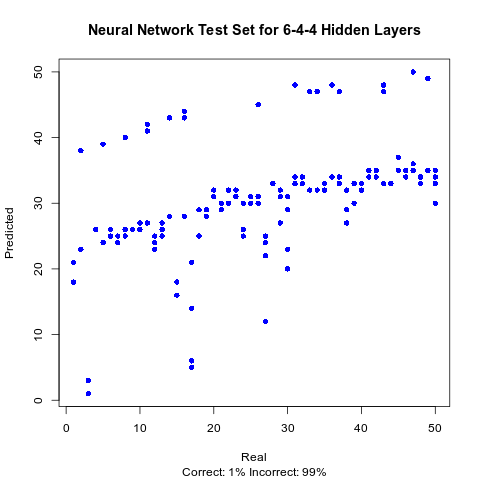 Neural Network Test Set for 6-4-4 Hidden Layers
50
40
30
20
10
0
Predicted
0 10 20 30 40 50
Real
Correct: 1% Incorrect: 99%